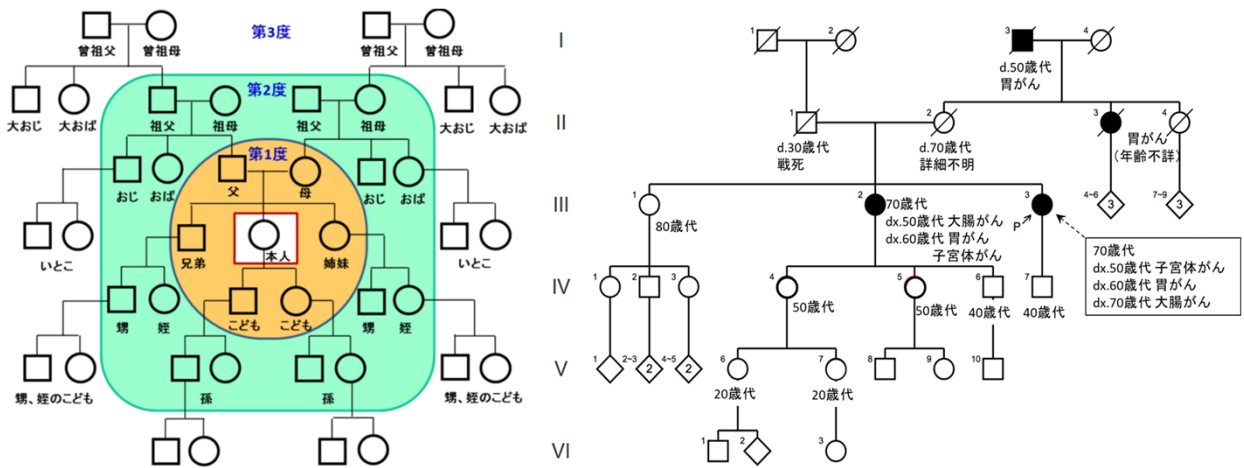 第3度
曾祖父 曾祖母 曾祖父 曾祖母
第2度
大おじ 大おば 祖父 祖母 祖父 祖母 大おじ 大おば
第1度
おじ おば 父 母 おじ おば
いとこ 兄弟 本人 姉妹 いとこ
甥 姪 こども こども 甥 姪
甥、姪のこども 孫 孫 甥、姪のこども
I
1 2 3 4
d.50歳代
胃がん
II
1 2 3 4
d.30歳代
戦死
d.70歳代
詳細不明
胃がん
(年齢不詳)
III
1 2 3 4~6 7~9
3 3
80歳代
70歳代
dx.50歳代 大腸がん
dx.60歳代 胃がん
子宮体がん
P
70歳代
dx.50歳代 子宮体がん
dx.60歳代 胃がん
dx.70歳代 大腸がん
IV
1 2 3 4 5 6 7
50歳代 50歳代 40歳代 40歳代
V
1 2~3 4~5 6 7 8 9 10
2 2
20歳代 20歳代
VI
1 2 3